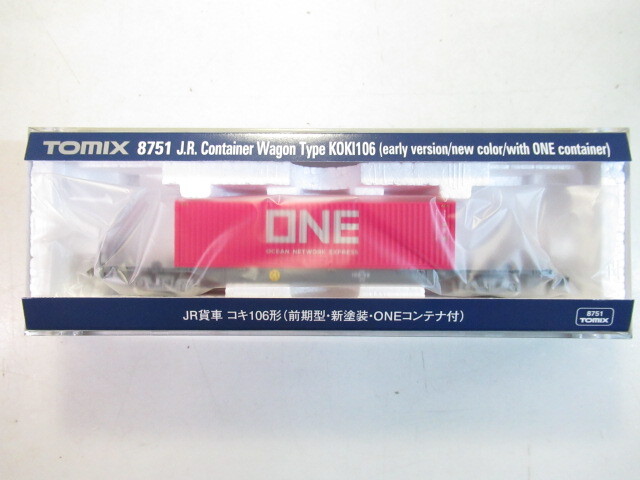 TOMIX 8751 J.R. Container Wagon Type KOKI106 (early version/new color/with ONE container)
ONE
OCEAN NETWORK EXPRESS
JR貨車 コキ106形(前期型・新塗装・ONEコンテナ付)
8751
TOMIX